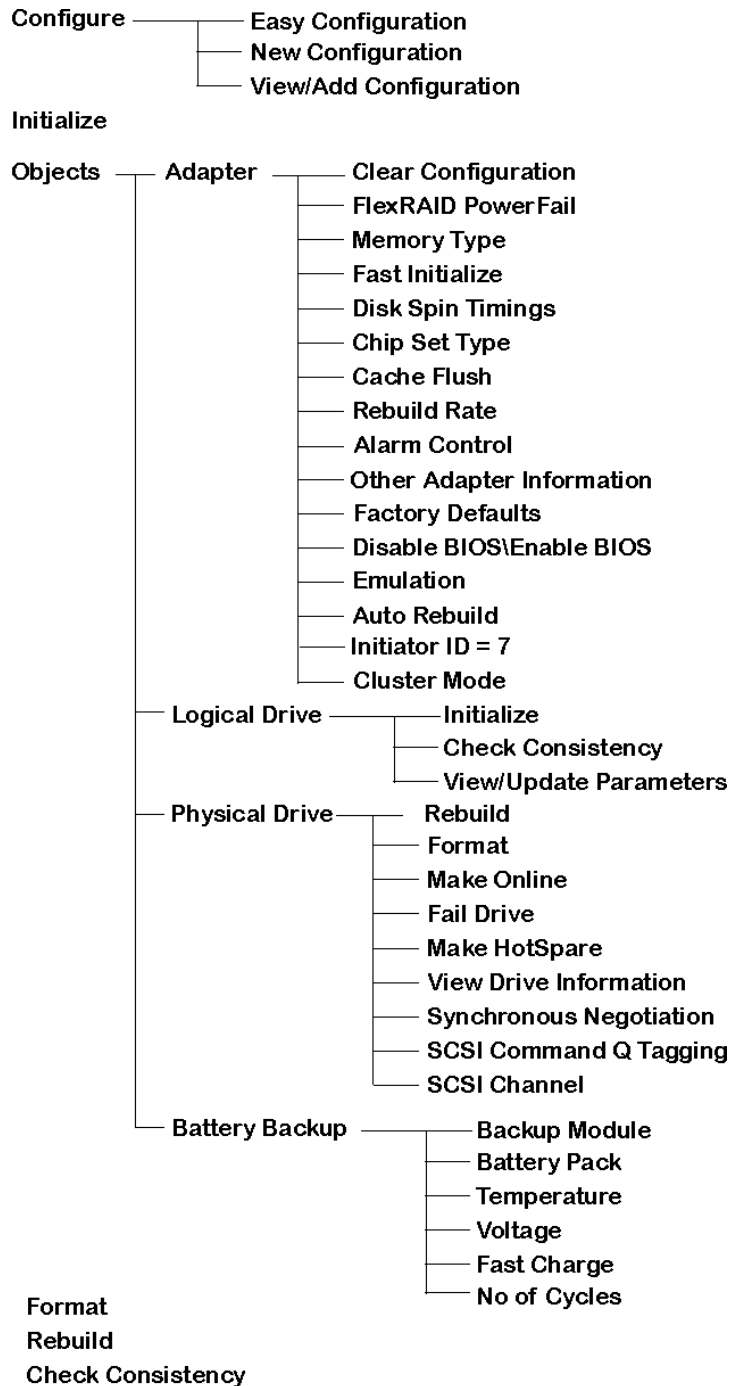 Configure Easy Configuration
New Configuration
View/Add Configuration
Initialize
Objects Adapter Clear Configuration
FlexRAID PowerFail
Memory Type
Fast Initialize
Disk Spin Timings
Chip Set Type
Cache Flush
Rebuild Rate
Alarm Control
Other Adapter Information
Factory Defaults
Disable BIOS\Enable BIOS
Emulation
Auto Rebuild
Initiator ID = 7
Cluster Mode
Logical Drive Initialize
Check Consistency
View/Update Parameters
Physical Drive Rebuild
Format
Make Online
Fail Drive
Make HotSpare
View Drive Information
Synchronous Negotiation
SCSI Command Q Tagging
SCSI Channel
Battery Backup Backup Module
Battery Pack
Temperature
Voltage
Fast Charge
No of Cycles
Format
Rebuild
Check Consistency